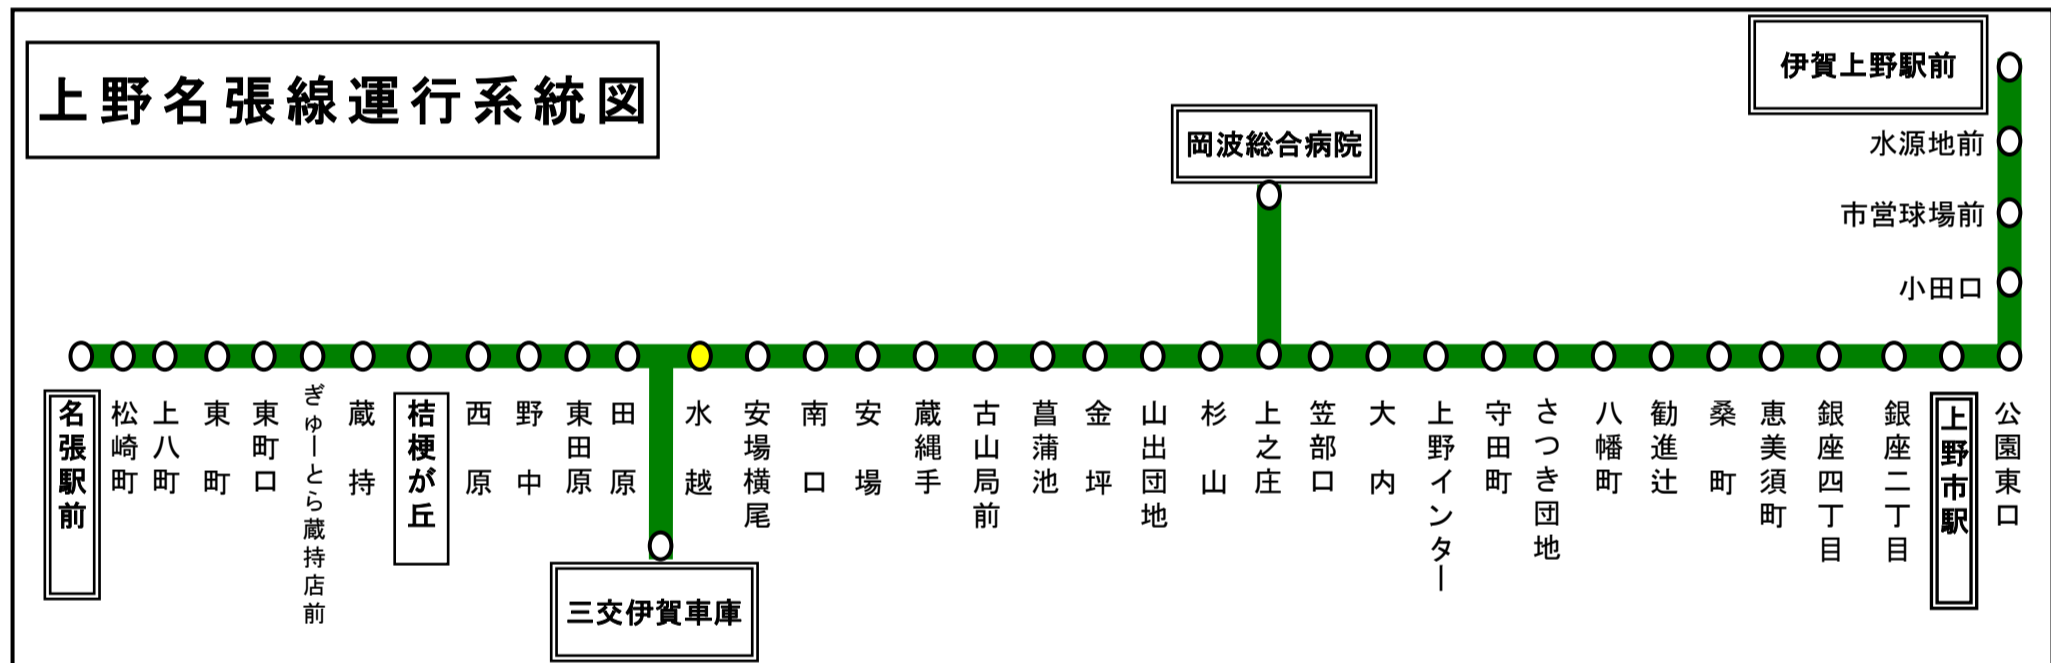 上野名張線運行系統図
伊賀上野駅前
岡波総合病院
水源地前
市営球場前
小田口
名張駅前
松崎町
上八町
東町
東町口
ぎゅーとら蔵持店前
蔵持
桔梗が丘
西原
野中
東田原
田原
水越
安場横尾
南口
安場
蔵縄手
古山局前
菖蒲池
金坪
山出団地
杉山
上之庄
笠部口
大内
上野インター
守田町
さつき団地
八幡町
勧進辻
桑町
恵美須町
銀座四丁目
銀座二丁目
上野市駅
公園東口
三交伊賀車庫